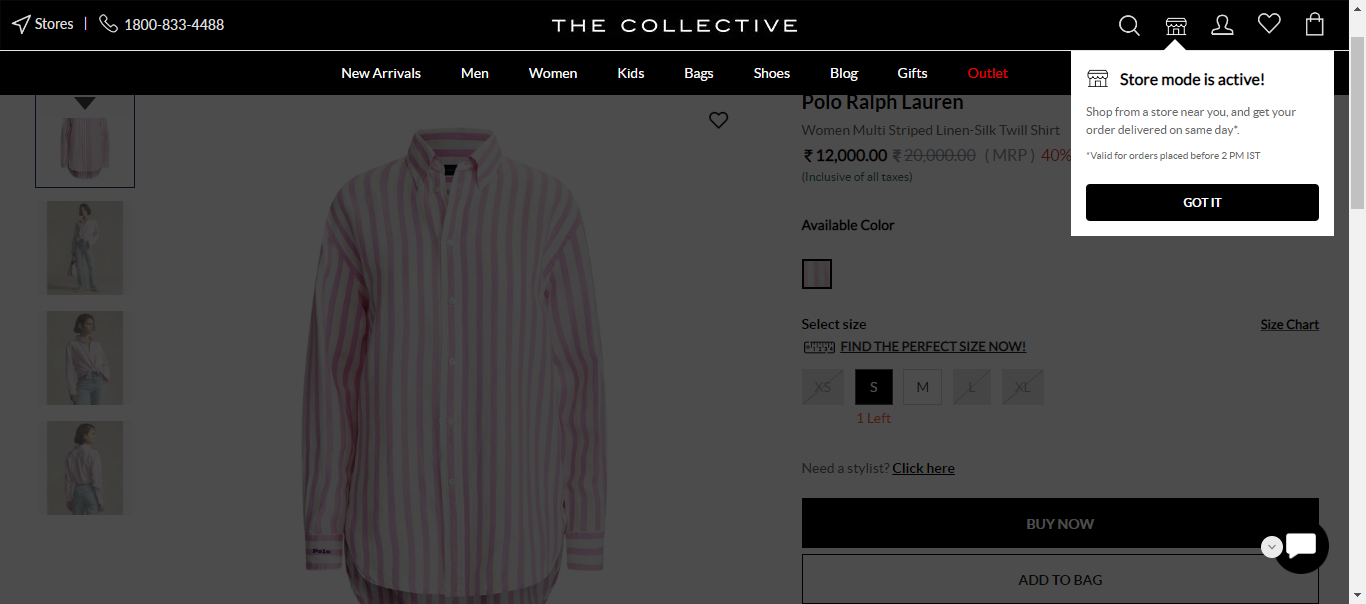 Stores | 1800-833-4488
THE COLLECTIVE
New Arrivals Men Women Kids Bags Shoes Blog Gifts Outlet
Store mode is active!
Shop from a store near you, and get your
order delivered on same day*.
*Valid for orders placed before 2 PM IST
GOT IT
Polo Ralph Lauren
Women Multi Striped Linen-Silk Twill Shirt
₹ 12,000.00 ₹ 20,000.00 ( MRP ) 40%
(Inclusive of all taxes)
Available Color
Select size Size Chart
FIND THE PERFECT SIZE NOW!
XS S M L XL
1 Left
Need a stylist? Click here
BUY NOW
ADD TO BAG
Polo